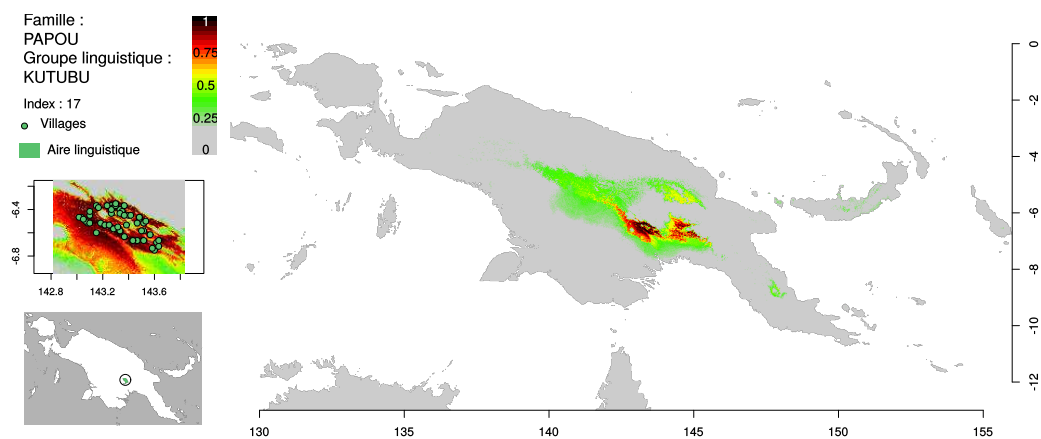 Famille :
PAPOU
Groupe linguistique :
KUTUBU
Index : 17
Villages
Aire linguistique
1
0.75
0.5
0.25
0
-6.4
-6.8
142.8 143.2 143.6
0
-2
-4
-6
-8
-10
-12
130 135 140 145 150 155